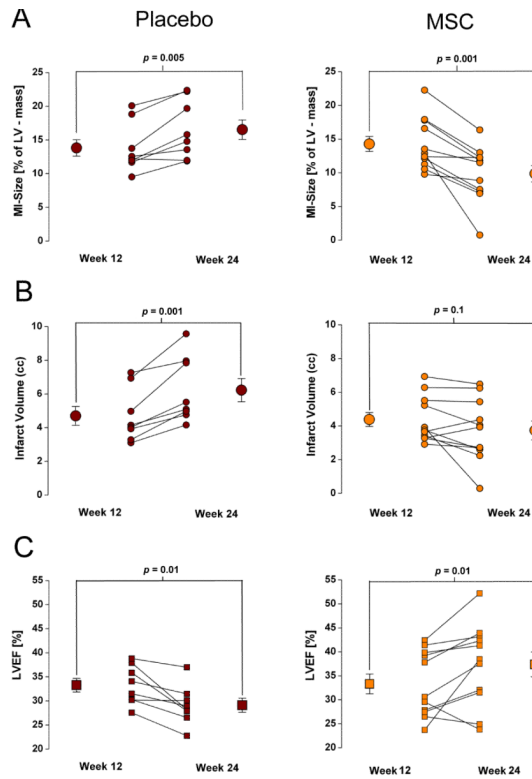 A
Placebo
MSC
p = 0.005
MI-Size [% of LV - mass]
25
20
15
10
5
0
Week 12
Week 24
p = 0.001
MI-Size [% of LV - mass]
25
20
15
10
5
0
Week 12
Week 24
B
p = 0.001
Infarct Volume (cc)
10
8
6
4
2
0
Week 12
Week 24
p = 0.1
Infarct Volume (cc)
10
8
6
4
2
0
Week 12
Week 24
C
p = 0.01
LVEF [%]
55
50
45
40
35
30
25
20
Week 12
Week 24
p = 0.01
LVEF [%]
55
50
45
40
35
30
25
20
Week 12
Week 24